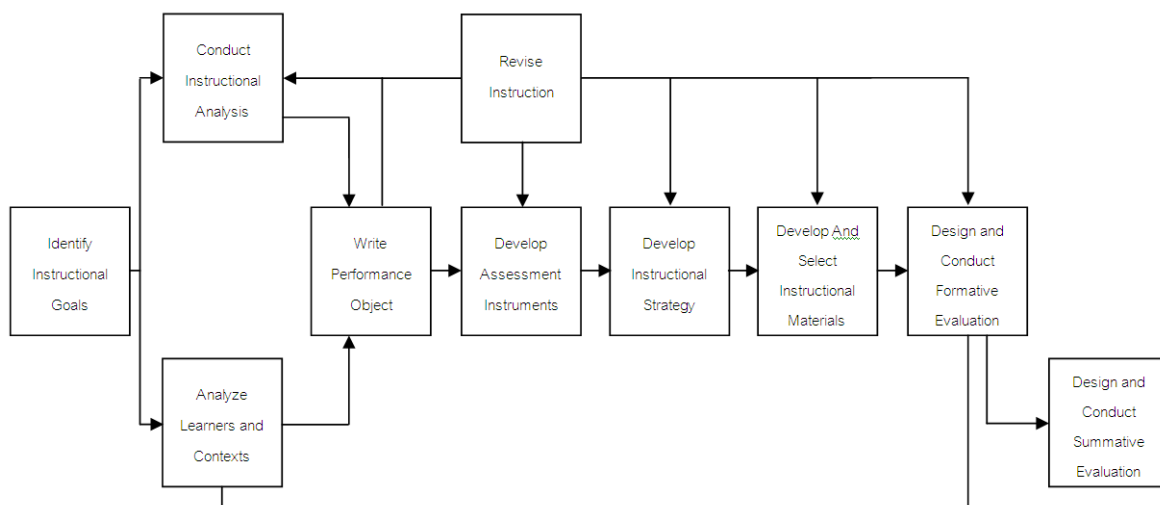 Conduct
Instructional
Analysis
Revise
Instruction
Identify
Instructional
Goals
Write
Performance
Object
Develop
Assessment
Instruments
Develop
Instructional
Strategy
Develop And
Select
Instructional
Materials
Design and
Conduct
Formative
Evaluation
Analyze
Learners and
Contexts
Design and
Conduct
Summative
Evaluation